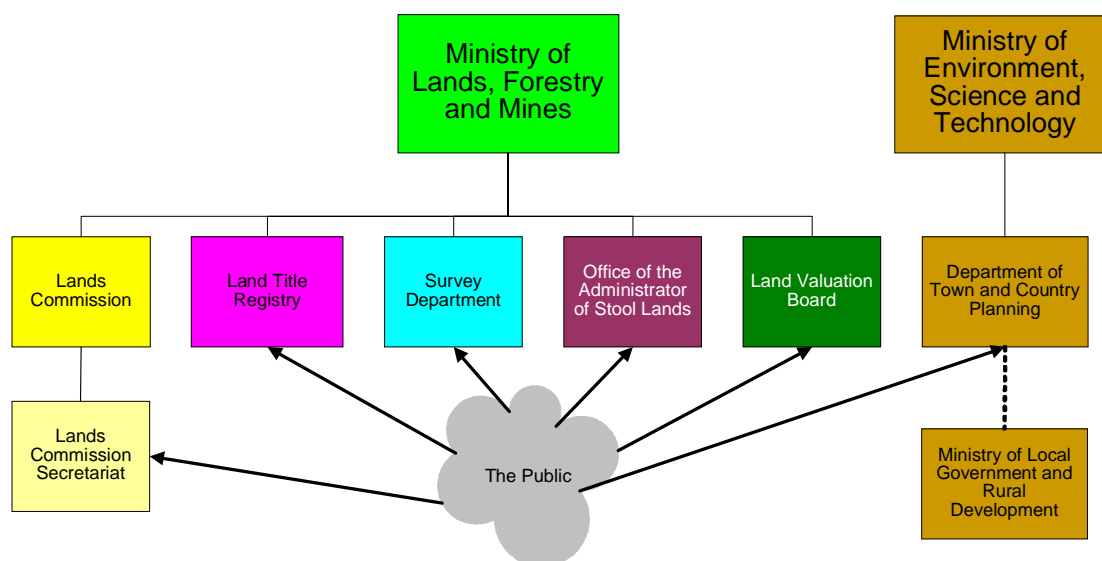 Ministry of
Lands, Forestry
and Mines
Ministry of
Environment,
Science and
Technology
Lands
Commission
Land Title
Registry
Survey
Department
Office of the
Administrator
of Stool Lands
Land Valuation
Board
Department of
Town and Country
Planning
Lands
Commission
Secretariat
The Public
Ministry of Local
Government and
Rural
Development